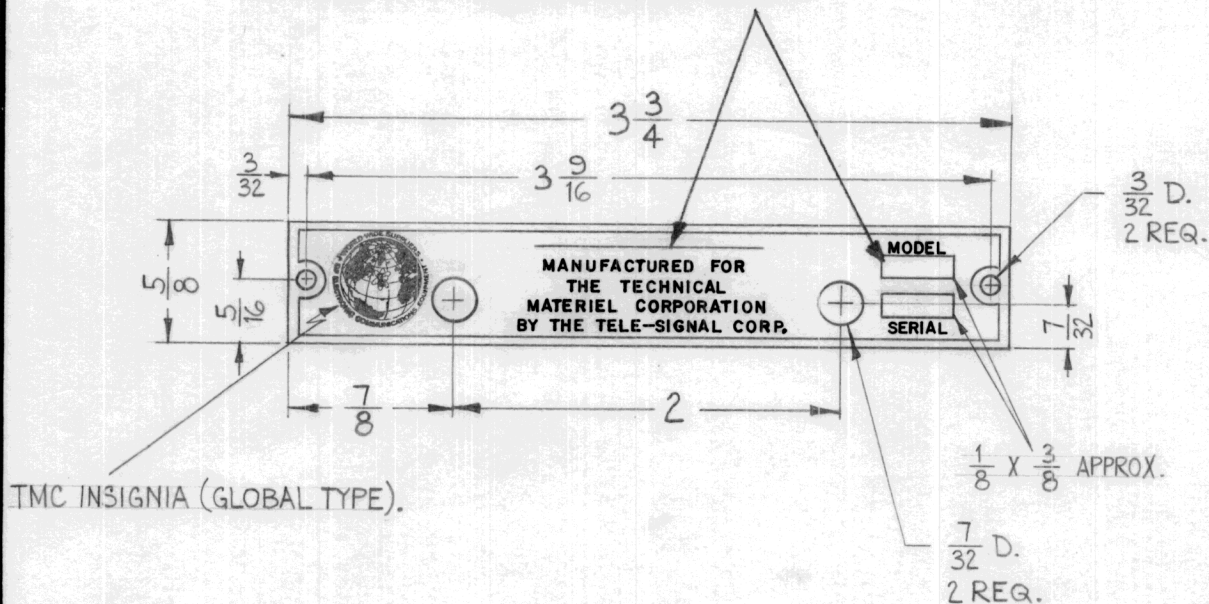 3 3/4
3/32
3 9/16
3/32 D.
2 REQ.
5/8
5/16
MODEL
MANUFACTURED FOR
THE TECHNICAL
MATERIEL CORPORATION
BY THE TELE-SIGNAL CORP.
SERIAL
7/32
7/8
2
1/8 X 3/8 APPROX.
TMC INSIGNIA (GLOBAL TYPE).
7/32 D.
2 REQ.